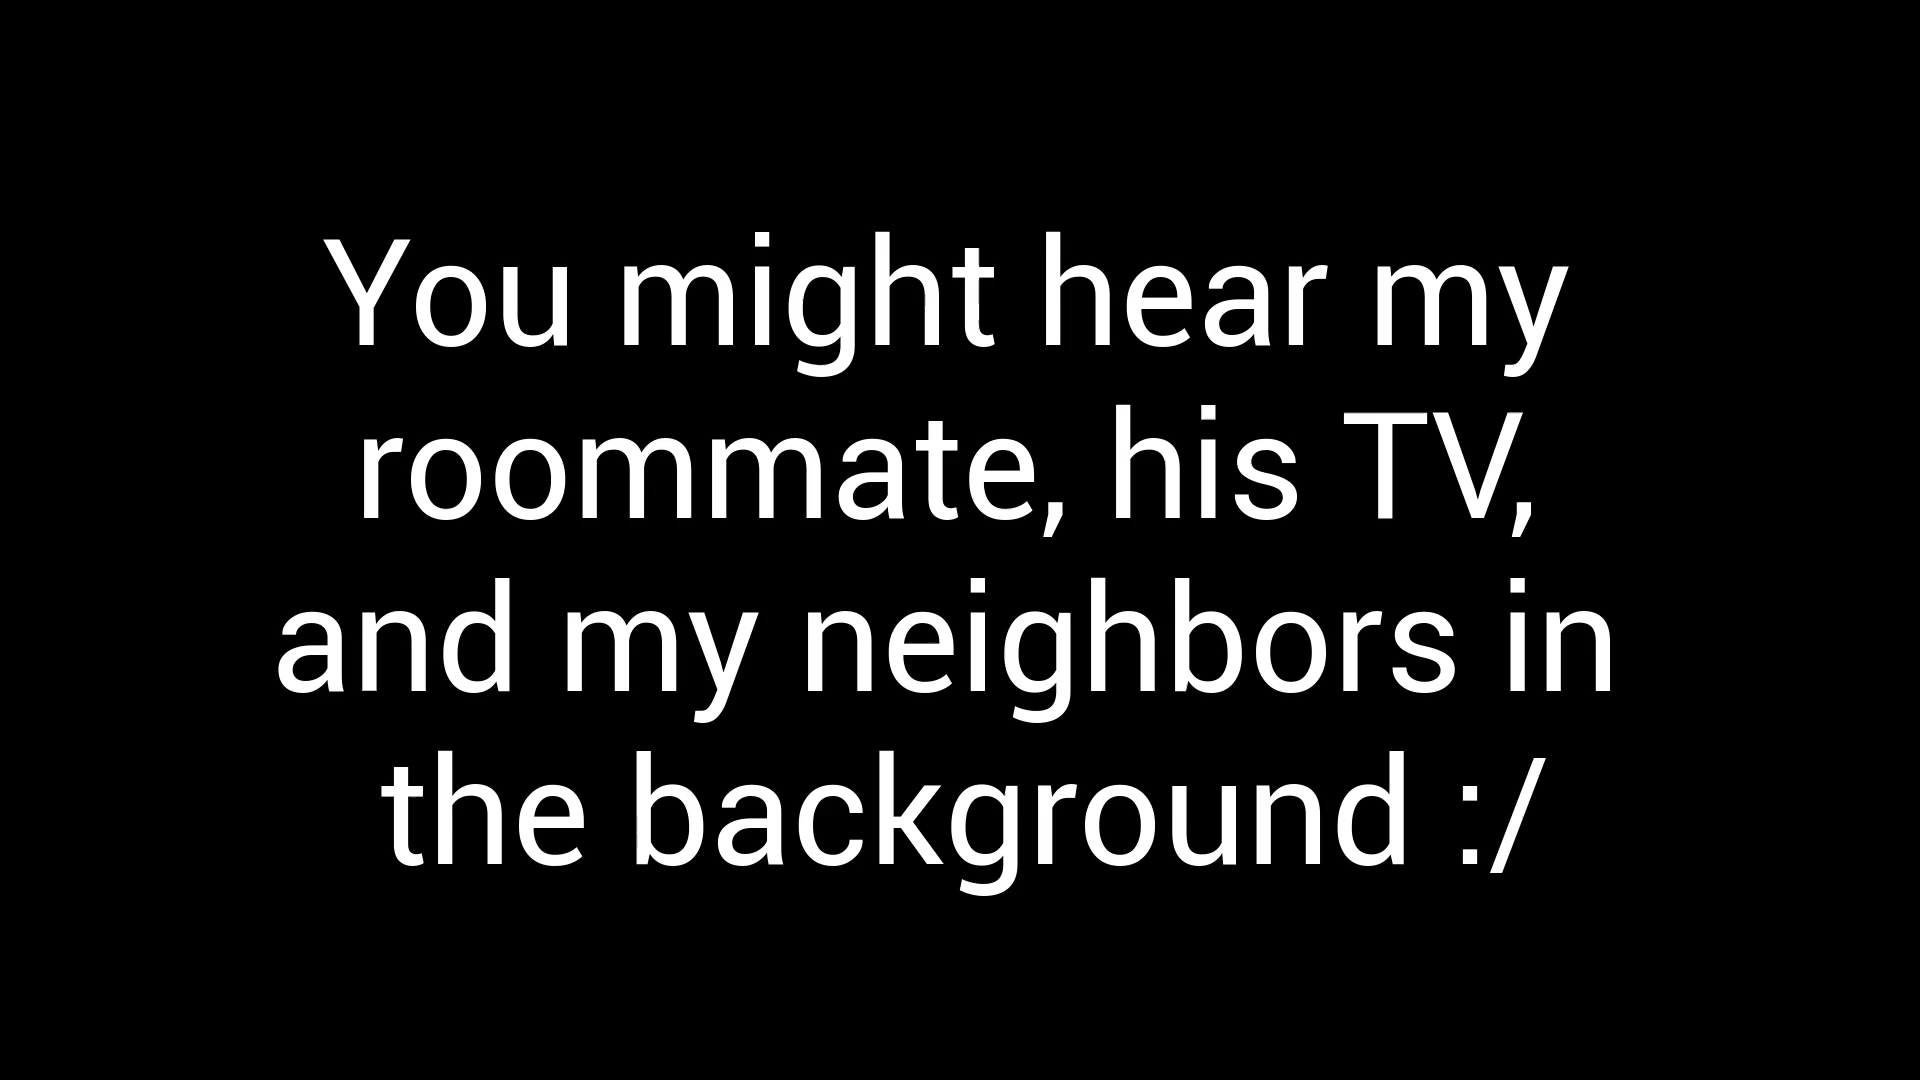 You might hear my
roommate, his TV,
and my neighbors in
the background :/